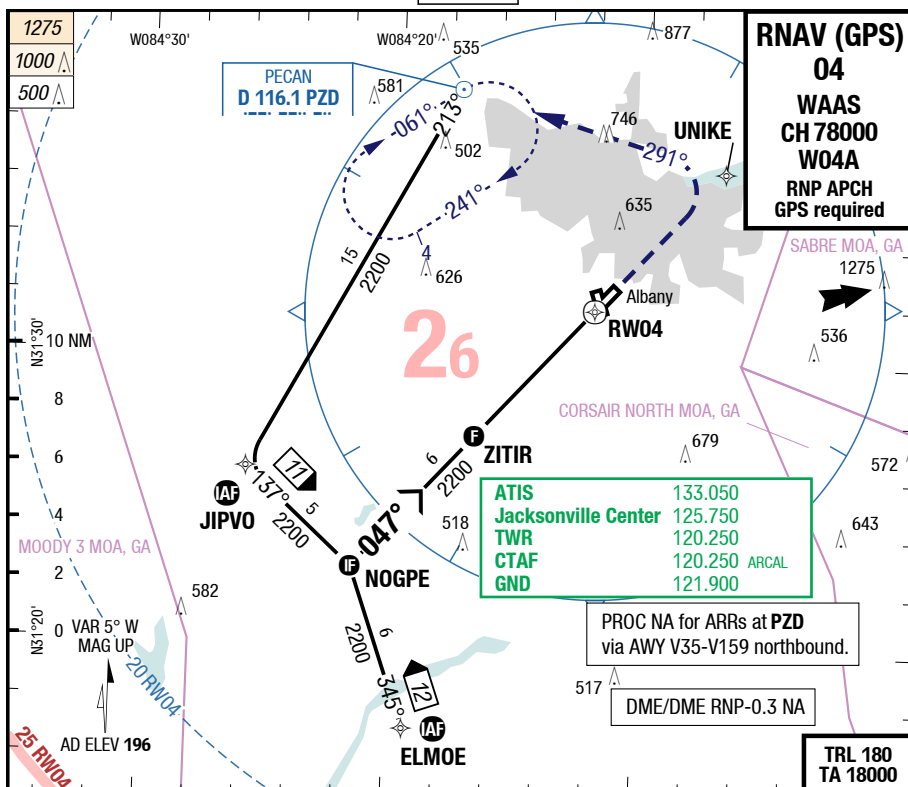 1275
1000
500
W084°30'
W084°20'
535
877
RNAV (GPS)
04
WAAS
CH 78000
W04A
RNP APCH
GPS required
PECAN
D 116.1 PZD
581
061°
213°
502
746
UNIKE
291°
241°
635
4
626
15
2200
SABRE MOA, GA
1275
Albany
RW04
26
536
N31°30'
10 NM
8
6
4
2
0
CORSAIR NORTH MOA, GA
F
ZITIR
679
572
6
2200
11
137°
5
2200
IAF
JIPVO
047°
518
ATIS 133.050
Jacksonville Center 125.750
TWR 120.250
CTAF 120.250 ARCAL
GND 121.900
643
MOODY 3 MOA, GA
IF
NOGPE
582
N31°20'
VAR 5° W
MAG UP
6
2200
PROC NA for ARRs at PZD
via AWY V35-V159 northbound.
20 RW04
345°
12
517
DME/DME RNP-0.3 NA
AD ELEV 196
IAF
ELMOE
25 RW04
TRL 180
TA 18000